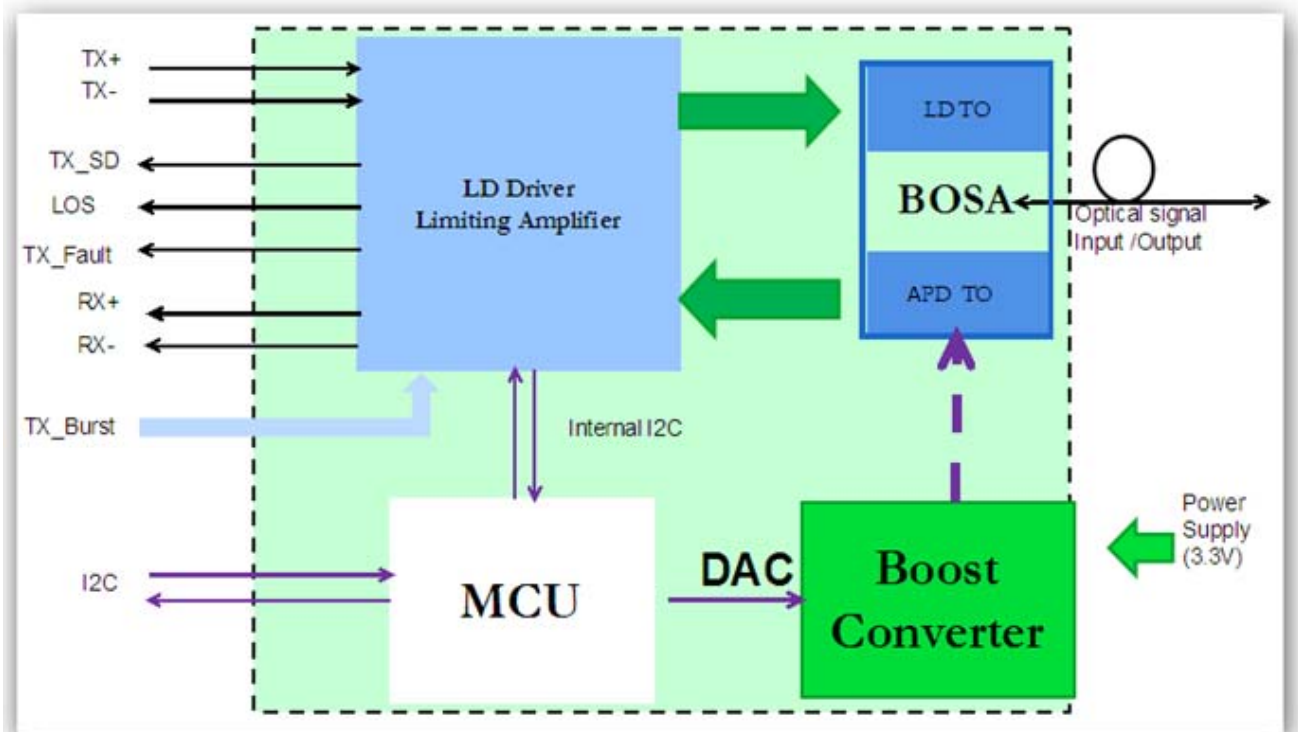 TX+
TX-
TX_SD
LOS
TX_Fault
RX+
RX-
TX_Burst
I2C
LD Driver
Limiting Amplifier
LD TO
BOSA
APD TO
Optical signal
Input /Output
Internal I2C
MCU
DAC
Boost
Converter
Power
Supply
(3.3V)